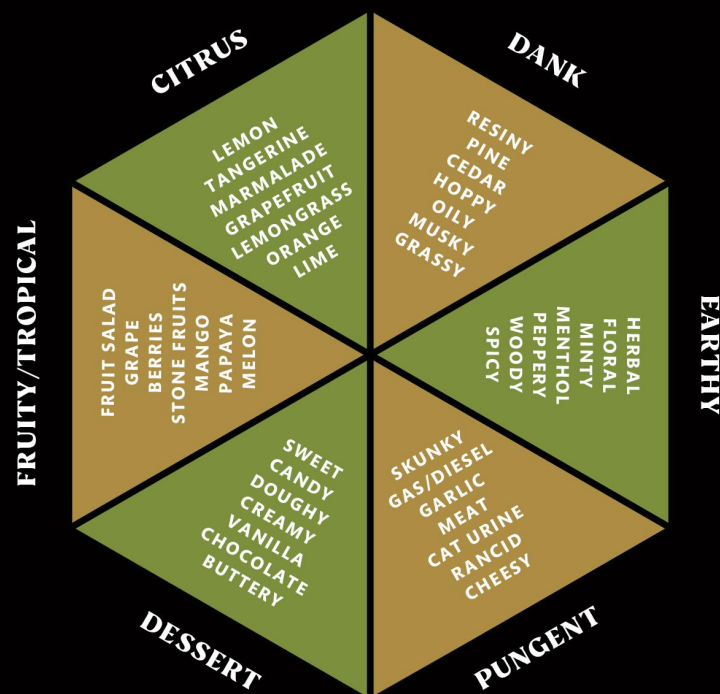 CITRUS
LEMON
TANGERINE
MARMALADE
GRAPEFRUIT
LEMONGRASS
ORANGE
LIME
DANK
RESINY
PINE
CEDAR
HOPPY
OILY
MUSKY
GRASSY
EARTHY
HERBAL
FLORAL
MINTY
MENTHOL
PEPPERY
WOODY
SPICY
PUNGENT
SKUNKY
GAS/DIESEL
GARLIC
MEAT
CAT URINE
RANCID
CHEESY
DESSERT
SWEET
CANDY
DOUGHY
CREAMY
VANILLA
CHOCOLATE
BUTTERY
FRUITY/TROPICAL
FRUIT SALAD
GRAPE
BERRIES
STONE FRUITS
MANGO
PAPAYA
MELON